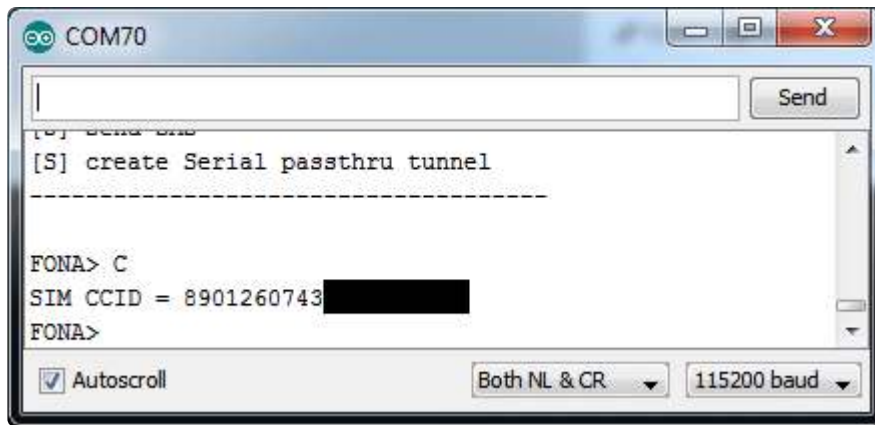 COM70
Send
[S] create Serial passthru tunnel
-------------------------------------
FONA> C
SIM CCID = 8901260743
FONA>
Autoscroll
Both NL & CR
115200 baud